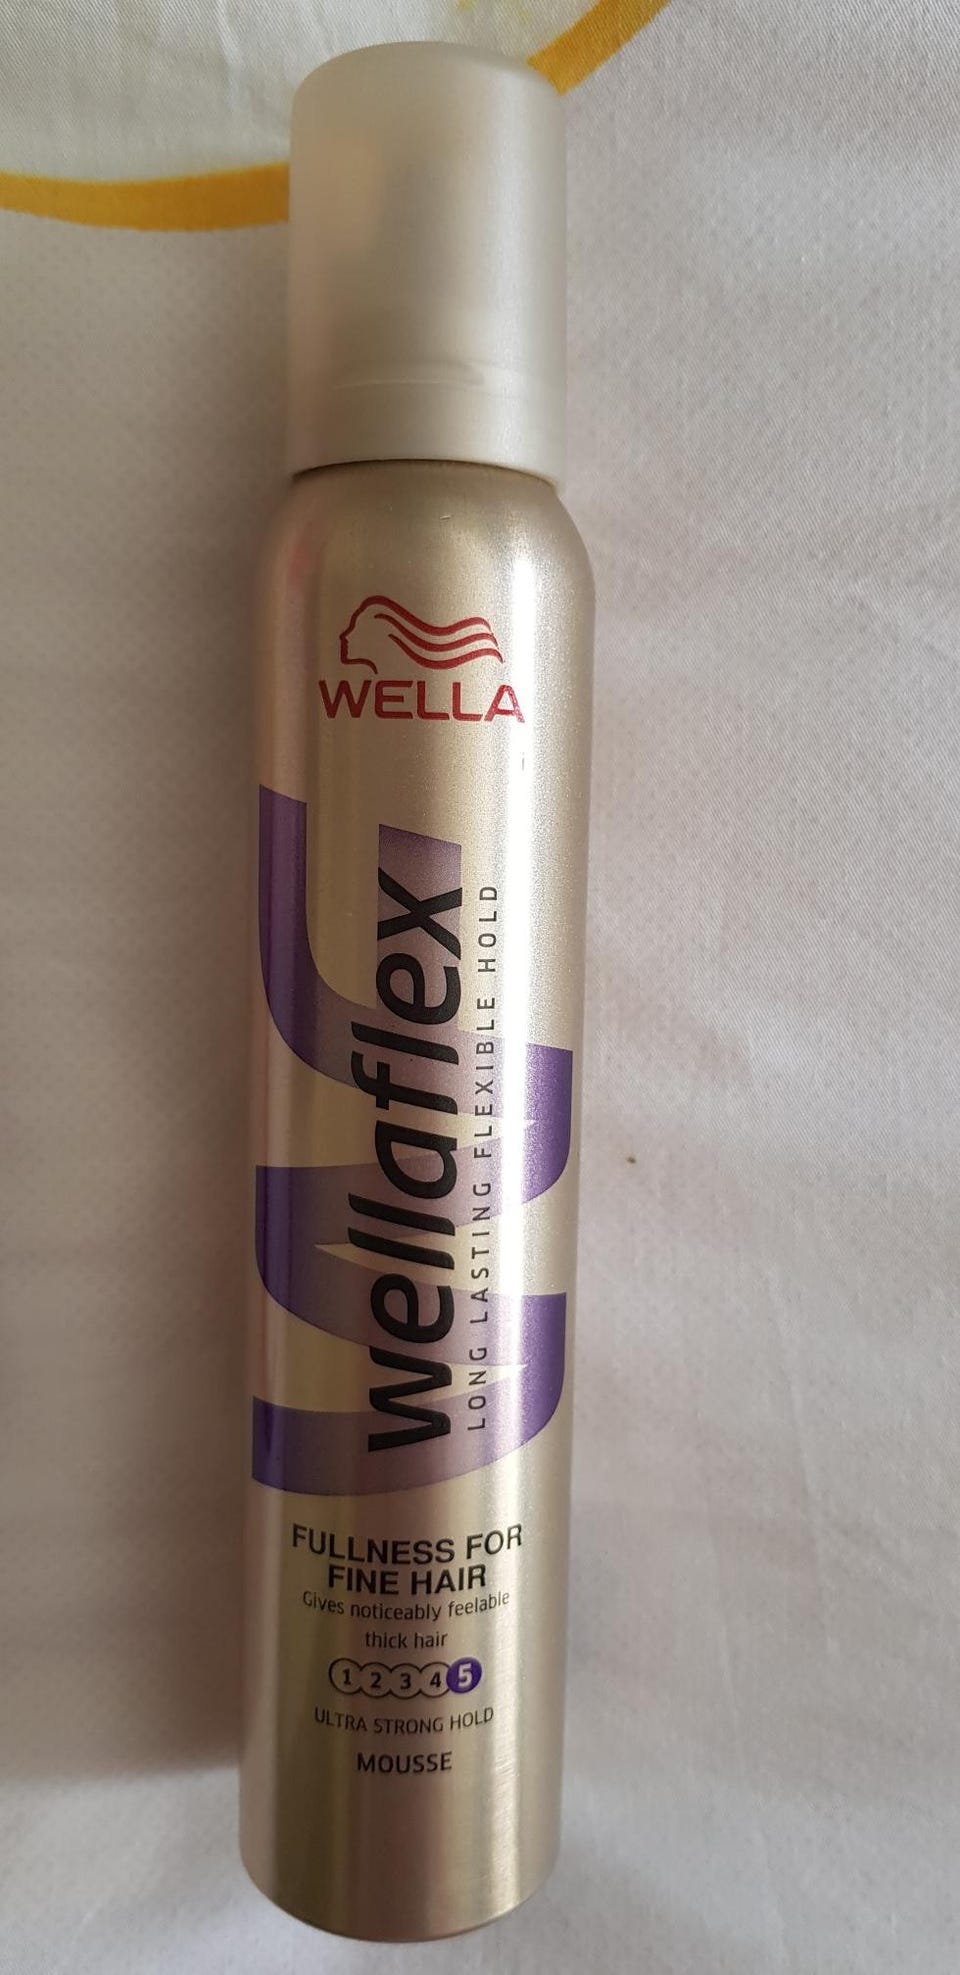 WELLA
wellaflex
LONG LASTING FLEXIBLE HOLD
FULLNESS FOR
FINE HAIR
Gives noticeably feelable
thick hair
1 2 3 4 5
ULTRA STRONG HOLD
MOUSSE